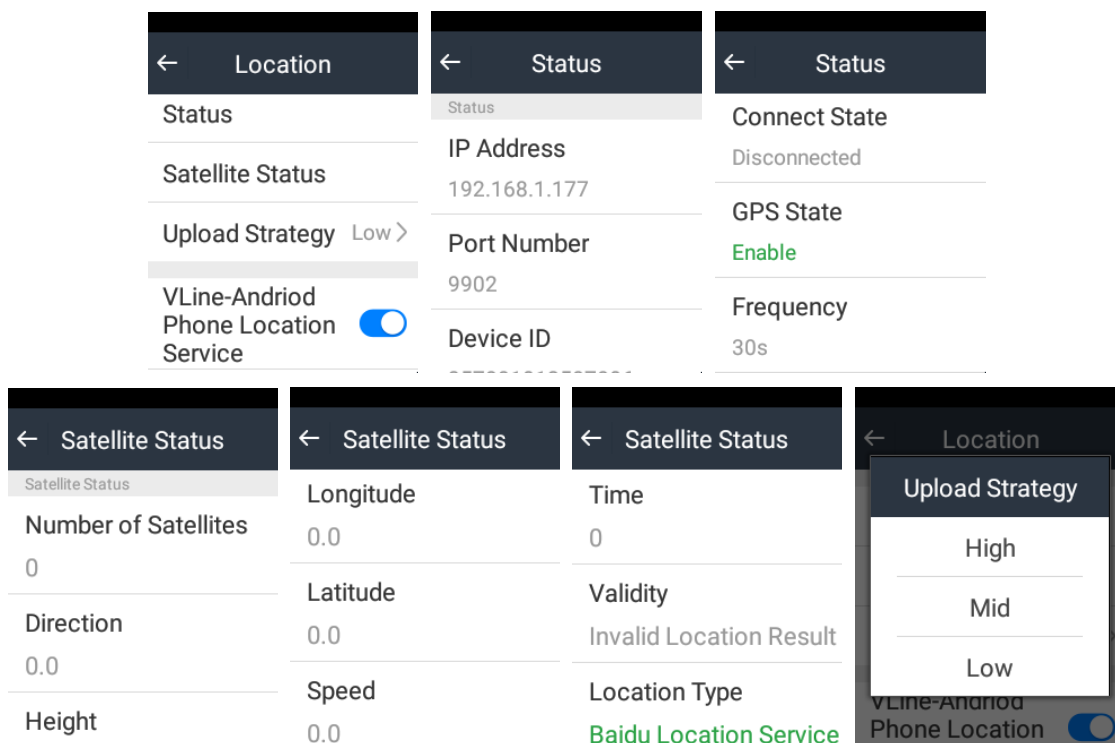 Location
Status
Satellite Status
Upload Strategy Low
VLine-Andriod
Phone Location
Service
Status
Status
IP Address
192.168.1.177
Port Number
9902
Device ID
Status
Connect State
Disconnected
GPS State
Enable
Frequency
30s
Satellite Status
Satellite Status
Number of Satellites
0
Direction
0.0
Height
Satellite Status
Longitude
0.0
Latitude
0.0
Speed
0.0
Satellite Status
Time
0
Validity
Invalid Location Result
Location Type
Baidu Location Service
Location
Upload Strategy
High
Mid
Low
VLine-Andriod
Phone Location